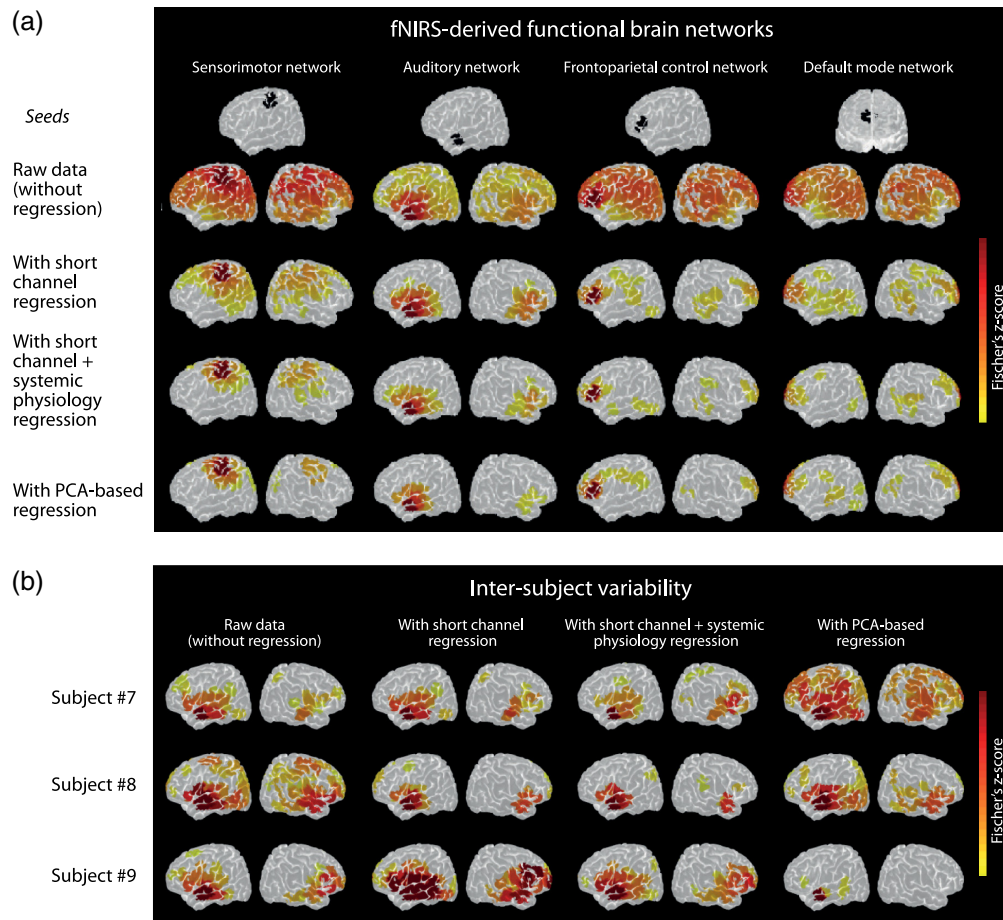 (a)
fNIRS-derived functional brain networks
Sensorimotor network
Auditory network
Frontoparietal control network
Default mode network
Seeds
Raw data
(without
regression)
With short
channel
regression
With short
channel +
systemic
physiology
regression
With PCA-based
regression
Fischer's z-score
(b)
Inter-subject variability
Raw data
(without regression)
With short channel
regression
With short channel + systemic
physiology regression
With PCA-based
regression
Subject #7
Subject #8
Subject #9
Fischer's z-score